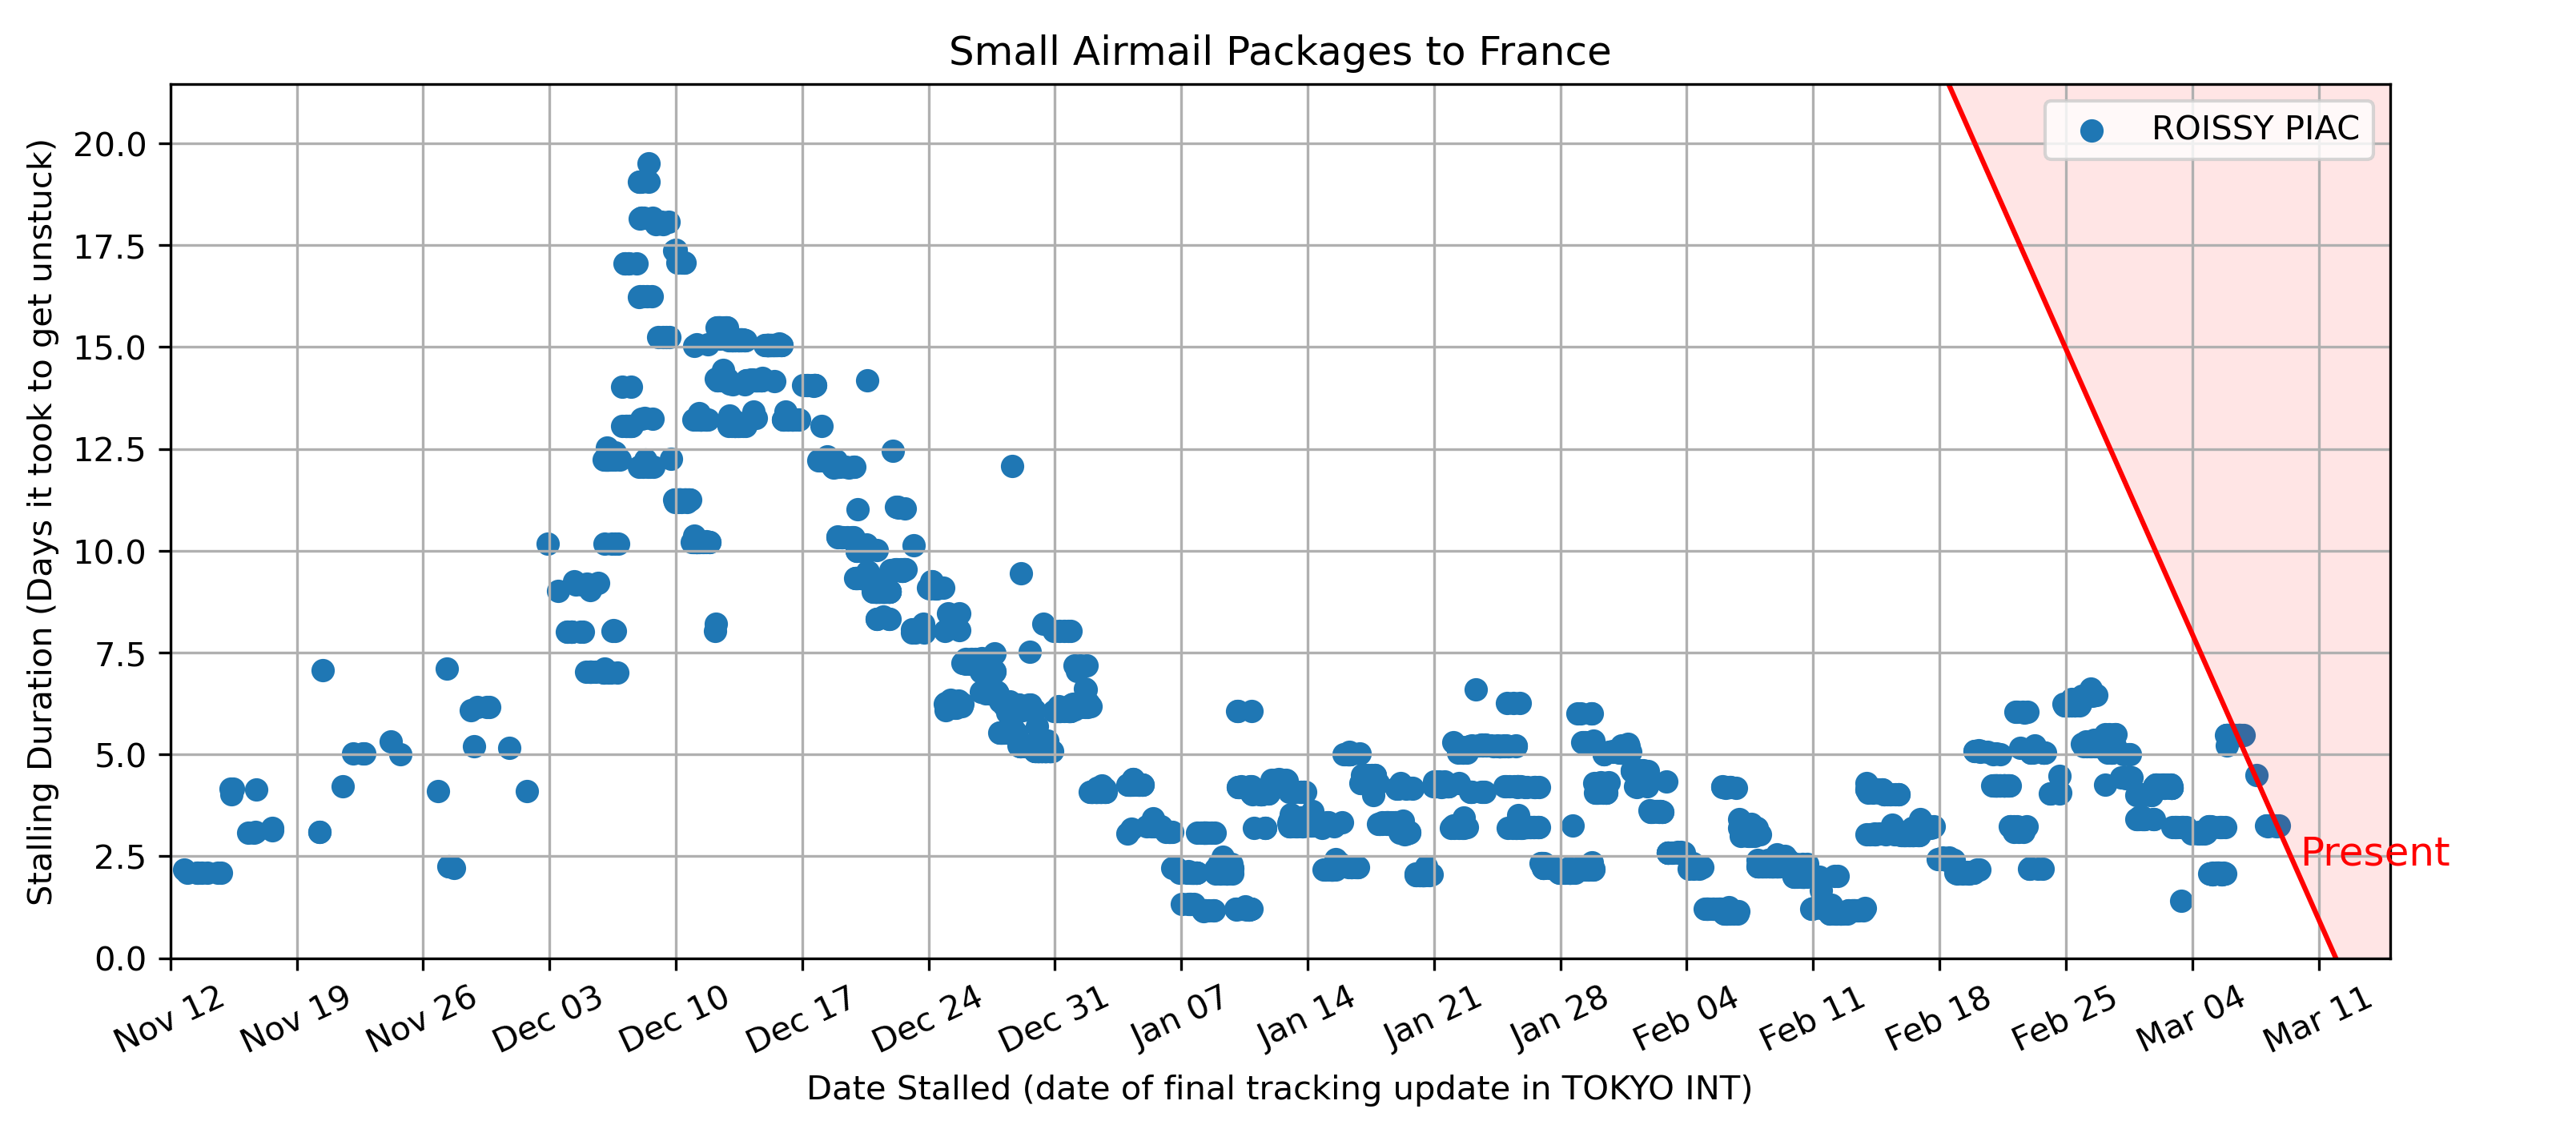 Small Airmail Packages to France
ROISSY PIAC
Stalling Duration (Days it took to get unstuck)
20.0
17.5
15.0
12.5
10.0
7.5
5.0
2.5
0.0
Present
Nov 12 Nov 19 Nov 26 Dec 03 Dec 10 Dec 17 Dec 24 Dec 31 Jan 07 Jan 14 Jan 21 Jan 28 Feb 04 Feb 11 Feb 18 Feb 25 Mar 04 Mar 11
Date Stalled (date of final tracking update in TOKYO INT)